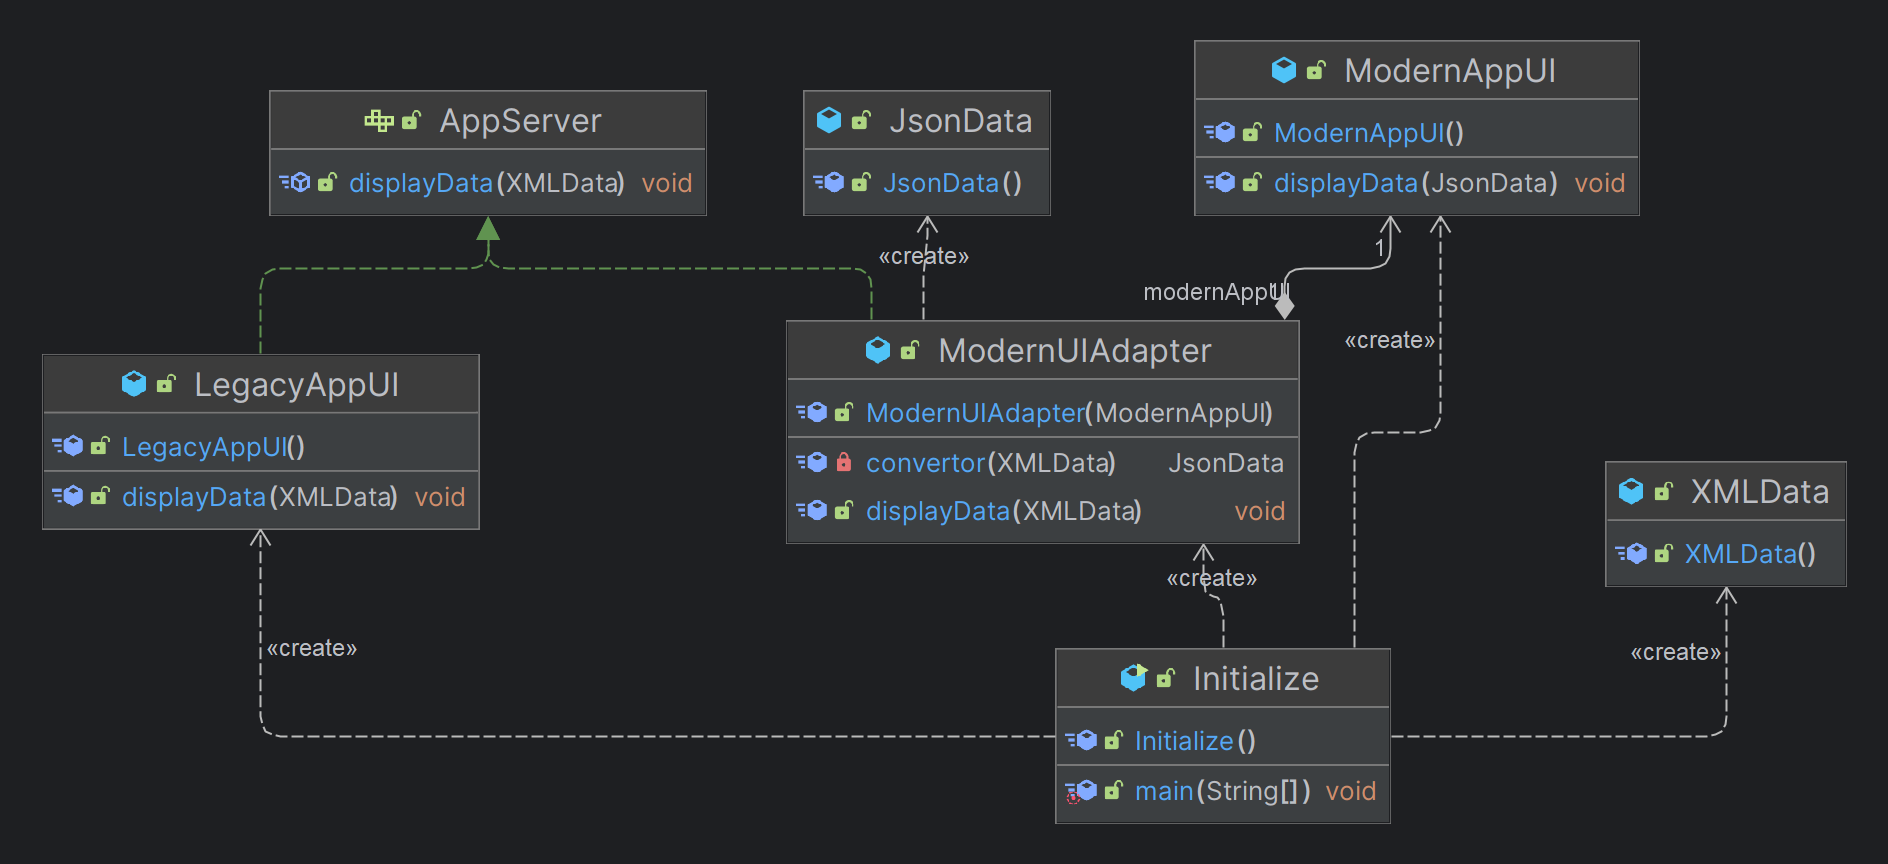 AppServer
displayData(XMLData) void
JsonData
JsonData()
ModernAppUI
ModernAppUI()
displayData(JsonData) void
«create»
1
modernAppUI
1
«create»
LegacyAppUI
LegacyAppUI()
displayData(XMLData) void
ModernUIAdapter
ModernUIAdapter(ModernAppUI)
convertor(XMLData) JsonData
displayData(XMLData) void
XMLData
XMLData()
«create»
«create»
«create»
Initialize
Initialize()
main(String[]) void